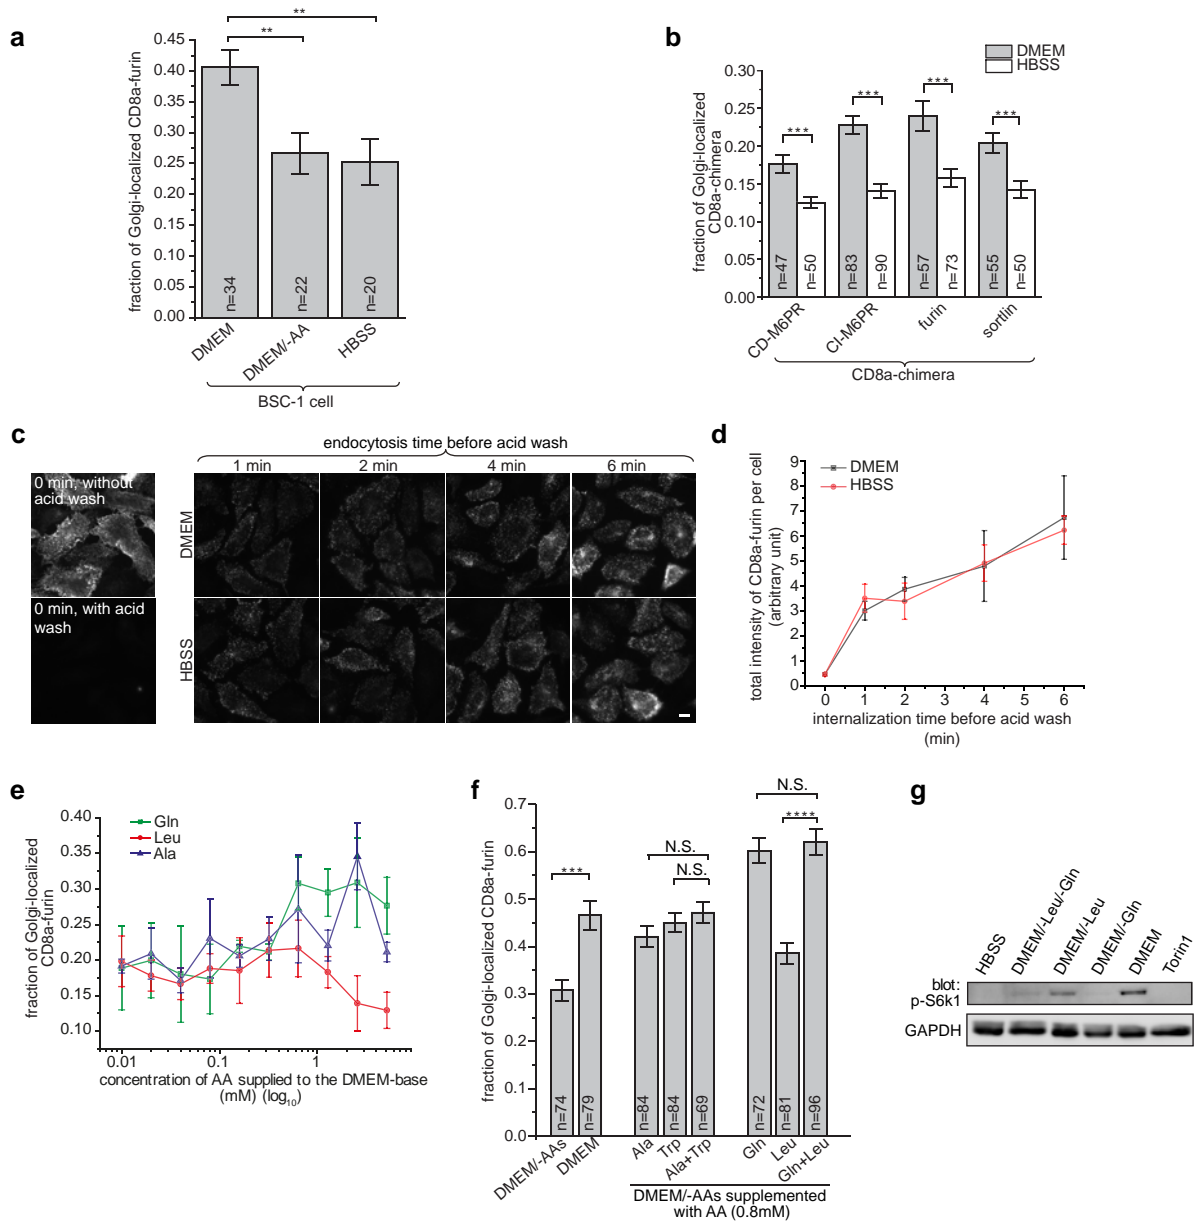 a
**
**
fraction of Golgi-localized CD8a-furin
0.45
0.40
0.35
0.30
0.25
0.20
0.15
0.10
0.05
0.00
n=34
n=22
n=20
DMEM
DMEM/-AA
HBSS
BSC-1 cell
b
DMEM
HBSS
fraction of Golgi-localized
CD8a-chimera
0.30
0.25
0.20
0.15
0.10
0.05
0.00
***
***
***
***
n=47
n=50
n=83
n=90
n=57
n=73
n=55
n=50
CD-M6PR
CI-M6PR
furin
sortlin
CD8a-chimera
c
endocytosis time before acid wash
1 min
2 min
4 min
6 min
0 min, without
acid wash
0 min, with acid
wash
DMEM
HBSS
d
total intensity of CD8a-furin per cell
(arbitrary unit)
9
8
7
6
5
4
3
2
1
0
DMEM
HBSS
0 1 2 3 4 5 6
internalization time before acid wash
(min)
e
fraction of Golgi-localized
CD8a-furin
0.40
0.35
0.30
0.25
0.20
0.15
0.10
Gln
Leu
Ala
0.01 0.1 1
concentration of AA supplied to the DMEM-base
(mM) (log10)
f
fraction of Golgi-localized CD8a-furin
0.7
0.6
0.5
0.4
0.3
0.2
0.1
0.0
***
N.S.
N.S.
N.S.
****
n=74
n=79
n=84
n=84
n=69
n=72
n=81
n=96
DMEM/-AAs
DMEM
Ala
Trp
Ala+Trp
Gln
Leu
Gln+Leu
DMEM/-AAs supplemented
with AA (0.8mM)
g
HBSS
DMEM/-Leu/-Gln
DMEM/-Leu
DMEM/-Gln
DMEM
Torin1
blot:
p-S6k1
GAPDH